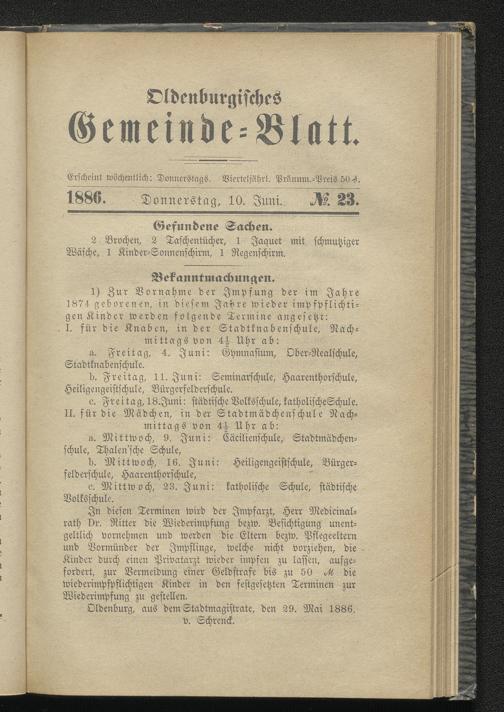 Oldenburgisches
Gemeinde=Blatt.
Erscheint wöchentlich: Donnerstags. Vierteljährl. Pränum.=Preis 50 ₰.
1886. Donnerstag, 10. Juni. № 23.
Gefundene Sachen.
2 Brochen, 2 Taschentücher, 1 Jaquet mit schmutziger
Wäsche, 1 Kinder=Sonnenschirm, 1 Regenschirm.
Bekanntmachungen.
1) Zur Vornahme der Impfung der im Jahre
1874 geborenen, in diesem Jahre wieder impfpflichti=
gen Kinder werden folgende Termine angesetzt:
I. für die Knaben, in der Stadtknabenschule, Nach=
mittags von 4½ Uhr ab:
a. Freitag, 4. Juni: Gymnasium, Ober=Realschule,
Stadtknabenschule.
b. Freitag, 11. Juni: Seminarschule, Haarenthorschule,
Heiligengeistschule, Bürgerfelderschule.
c. Freitag, 18. Juni: städtische Volksschule, katholische Schule.
II. für die Mädchen, in der Stadtmädchenschule Nach=
mittags von 4½ Uhr ab:
a. Mittwoch, 9. Juni: Cäcilienschule, Stadtmädchen=
schule, Thalen'sche Schule,
b. Mittwoch, 16. Juni: Heiligengeistschule, Bürger=
felderschule, Haarenthorschule,
c. Mittwoch, 23. Juni: katholische Schule, städtische
Volksschule.
In diesen Terminen wird der Impfarzt, Herr Medicinal=
rath Dr. Ritter die Wiederimpfung bezw. Besichtigung unent=
geltlich vornehmen und werden die Eltern bezw. Pflegeeltern
und Vormünder der Impflinge, welche nicht vorziehen, die
Kinder durch einen Privatarzt wieder impfen zu lassen, aufge=
fordert, zur Vermeidung einer Geldstrafe bis zu 50 ℳ die
wiederimpfpflichtigen Kinder in den festgesetzten Terminen zur
Wiederimpfung zu gestellen.
Oldenburg, aus dem Stadtmagistrate, den 29. Mai 1886.
v. Schrenck.